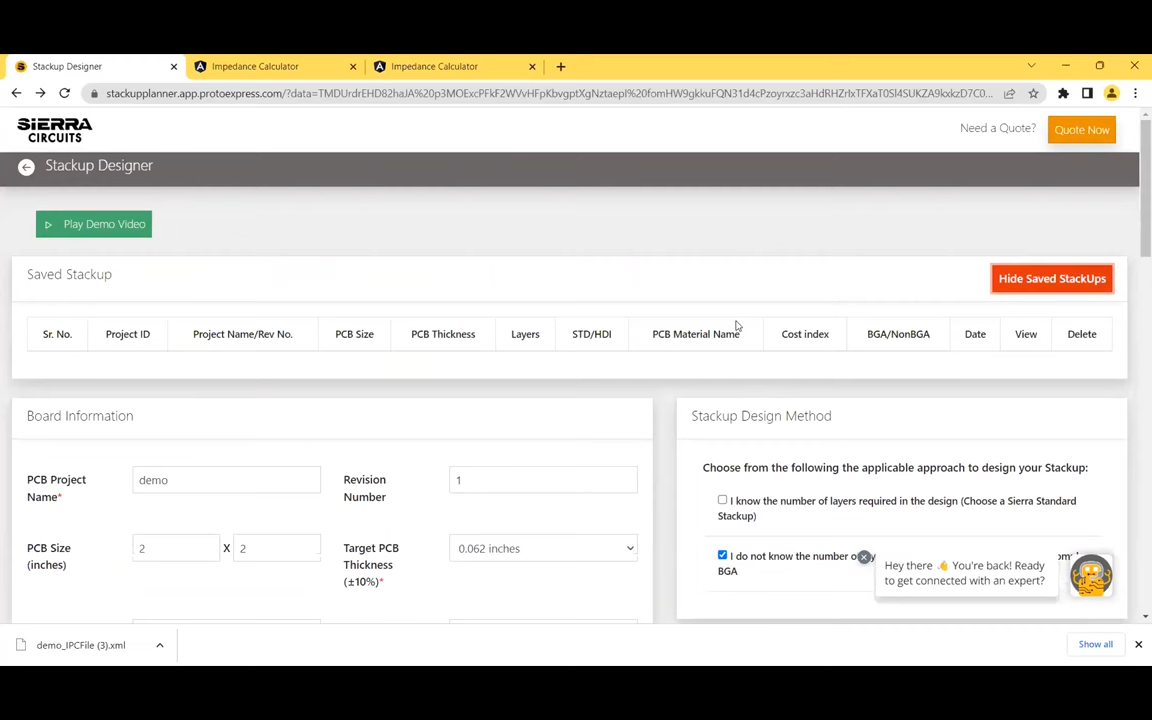 Stackup Designer
Impedance Calculator
Impedance Calculator
SIERRA
CIRCUITS
Need a Quote?
Quote Now
Stackup Designer
Play Demo Video
Saved Stackup
Hide Saved StackUps
Sr. No. Project ID Project Name/Rev No. PCB Size PCB Thickness Layers STD/HDI PCB Material Name Cost index BGA/NonBGA Date View Delete
Board Information
PCB Project
Name*
demo
Revision
Number
1
PCB Size
(inches)
2 X 2
Target PCB
Thickness
(±10%)*
0.062 inches
Stackup Design Method
Choose from the following the applicable approach to design your Stackup:
I know the number of layers required in the design (Choose a Sierra Standard
Stackup)
I do not know the number
BGA
Hey there 👋 You're back! Ready
to get connected with an expert?
demo_IPCFile (3).xml
Show all